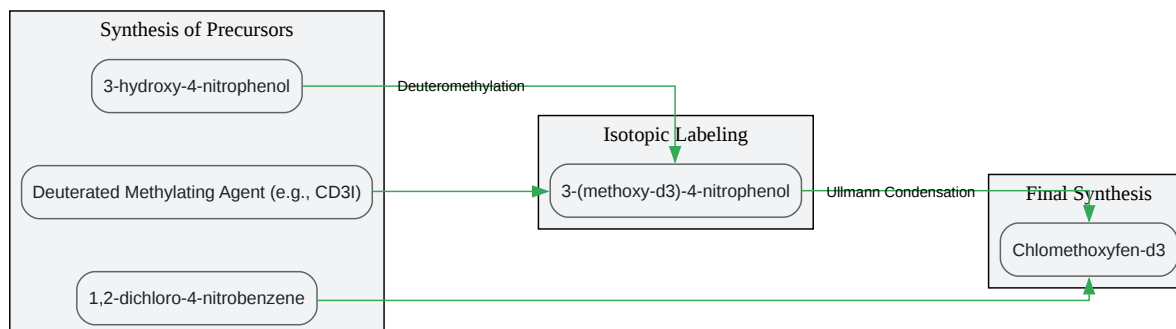 Synthesis of Precursors
3-hydroxy-4-nitrophenol
Deuteromethylation
Isotopic Labeling
Deuterated Methylating Agent (e.g., CD3I)
3-(methoxy-d3)-4-nitrophenol
Ullmann Condensation
Final Synthesis
Chlomethoxyfen-d3
1,2-dichloro-4-nitrobenzene